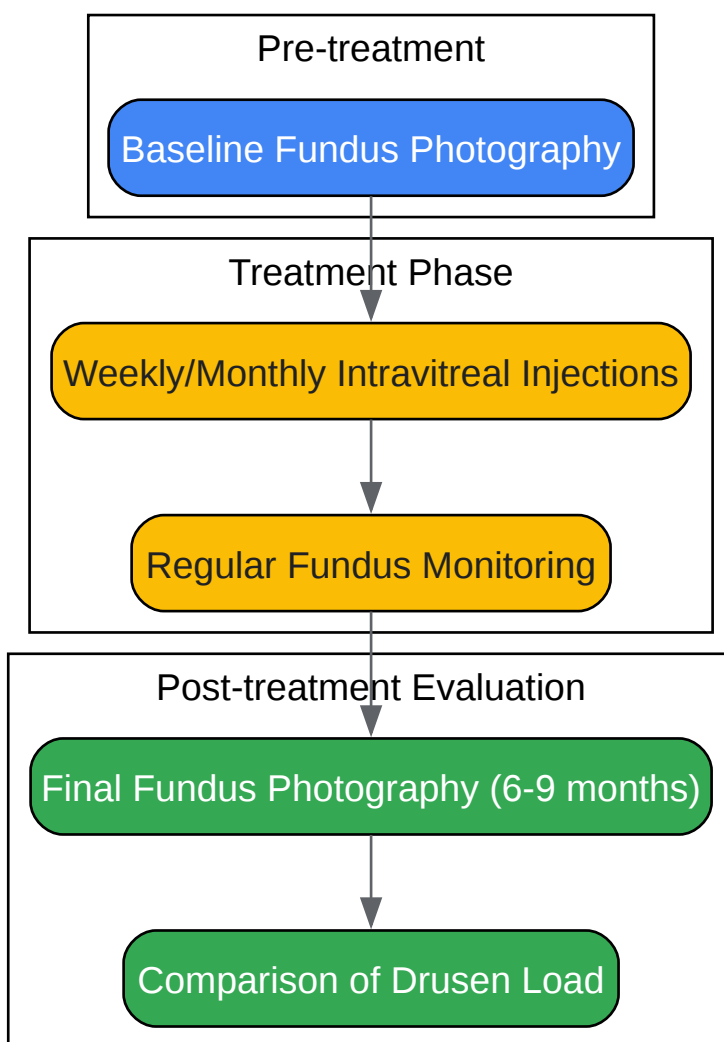 Pre-treatment
Baseline Fundus Photography
Treatment Phase
Weekly/Monthly Intravitreal Injections
Regular Fundus Monitoring
Post-treatment Evaluation
Final Fundus Photography (6-9 months)
Comparison of Drusen Load